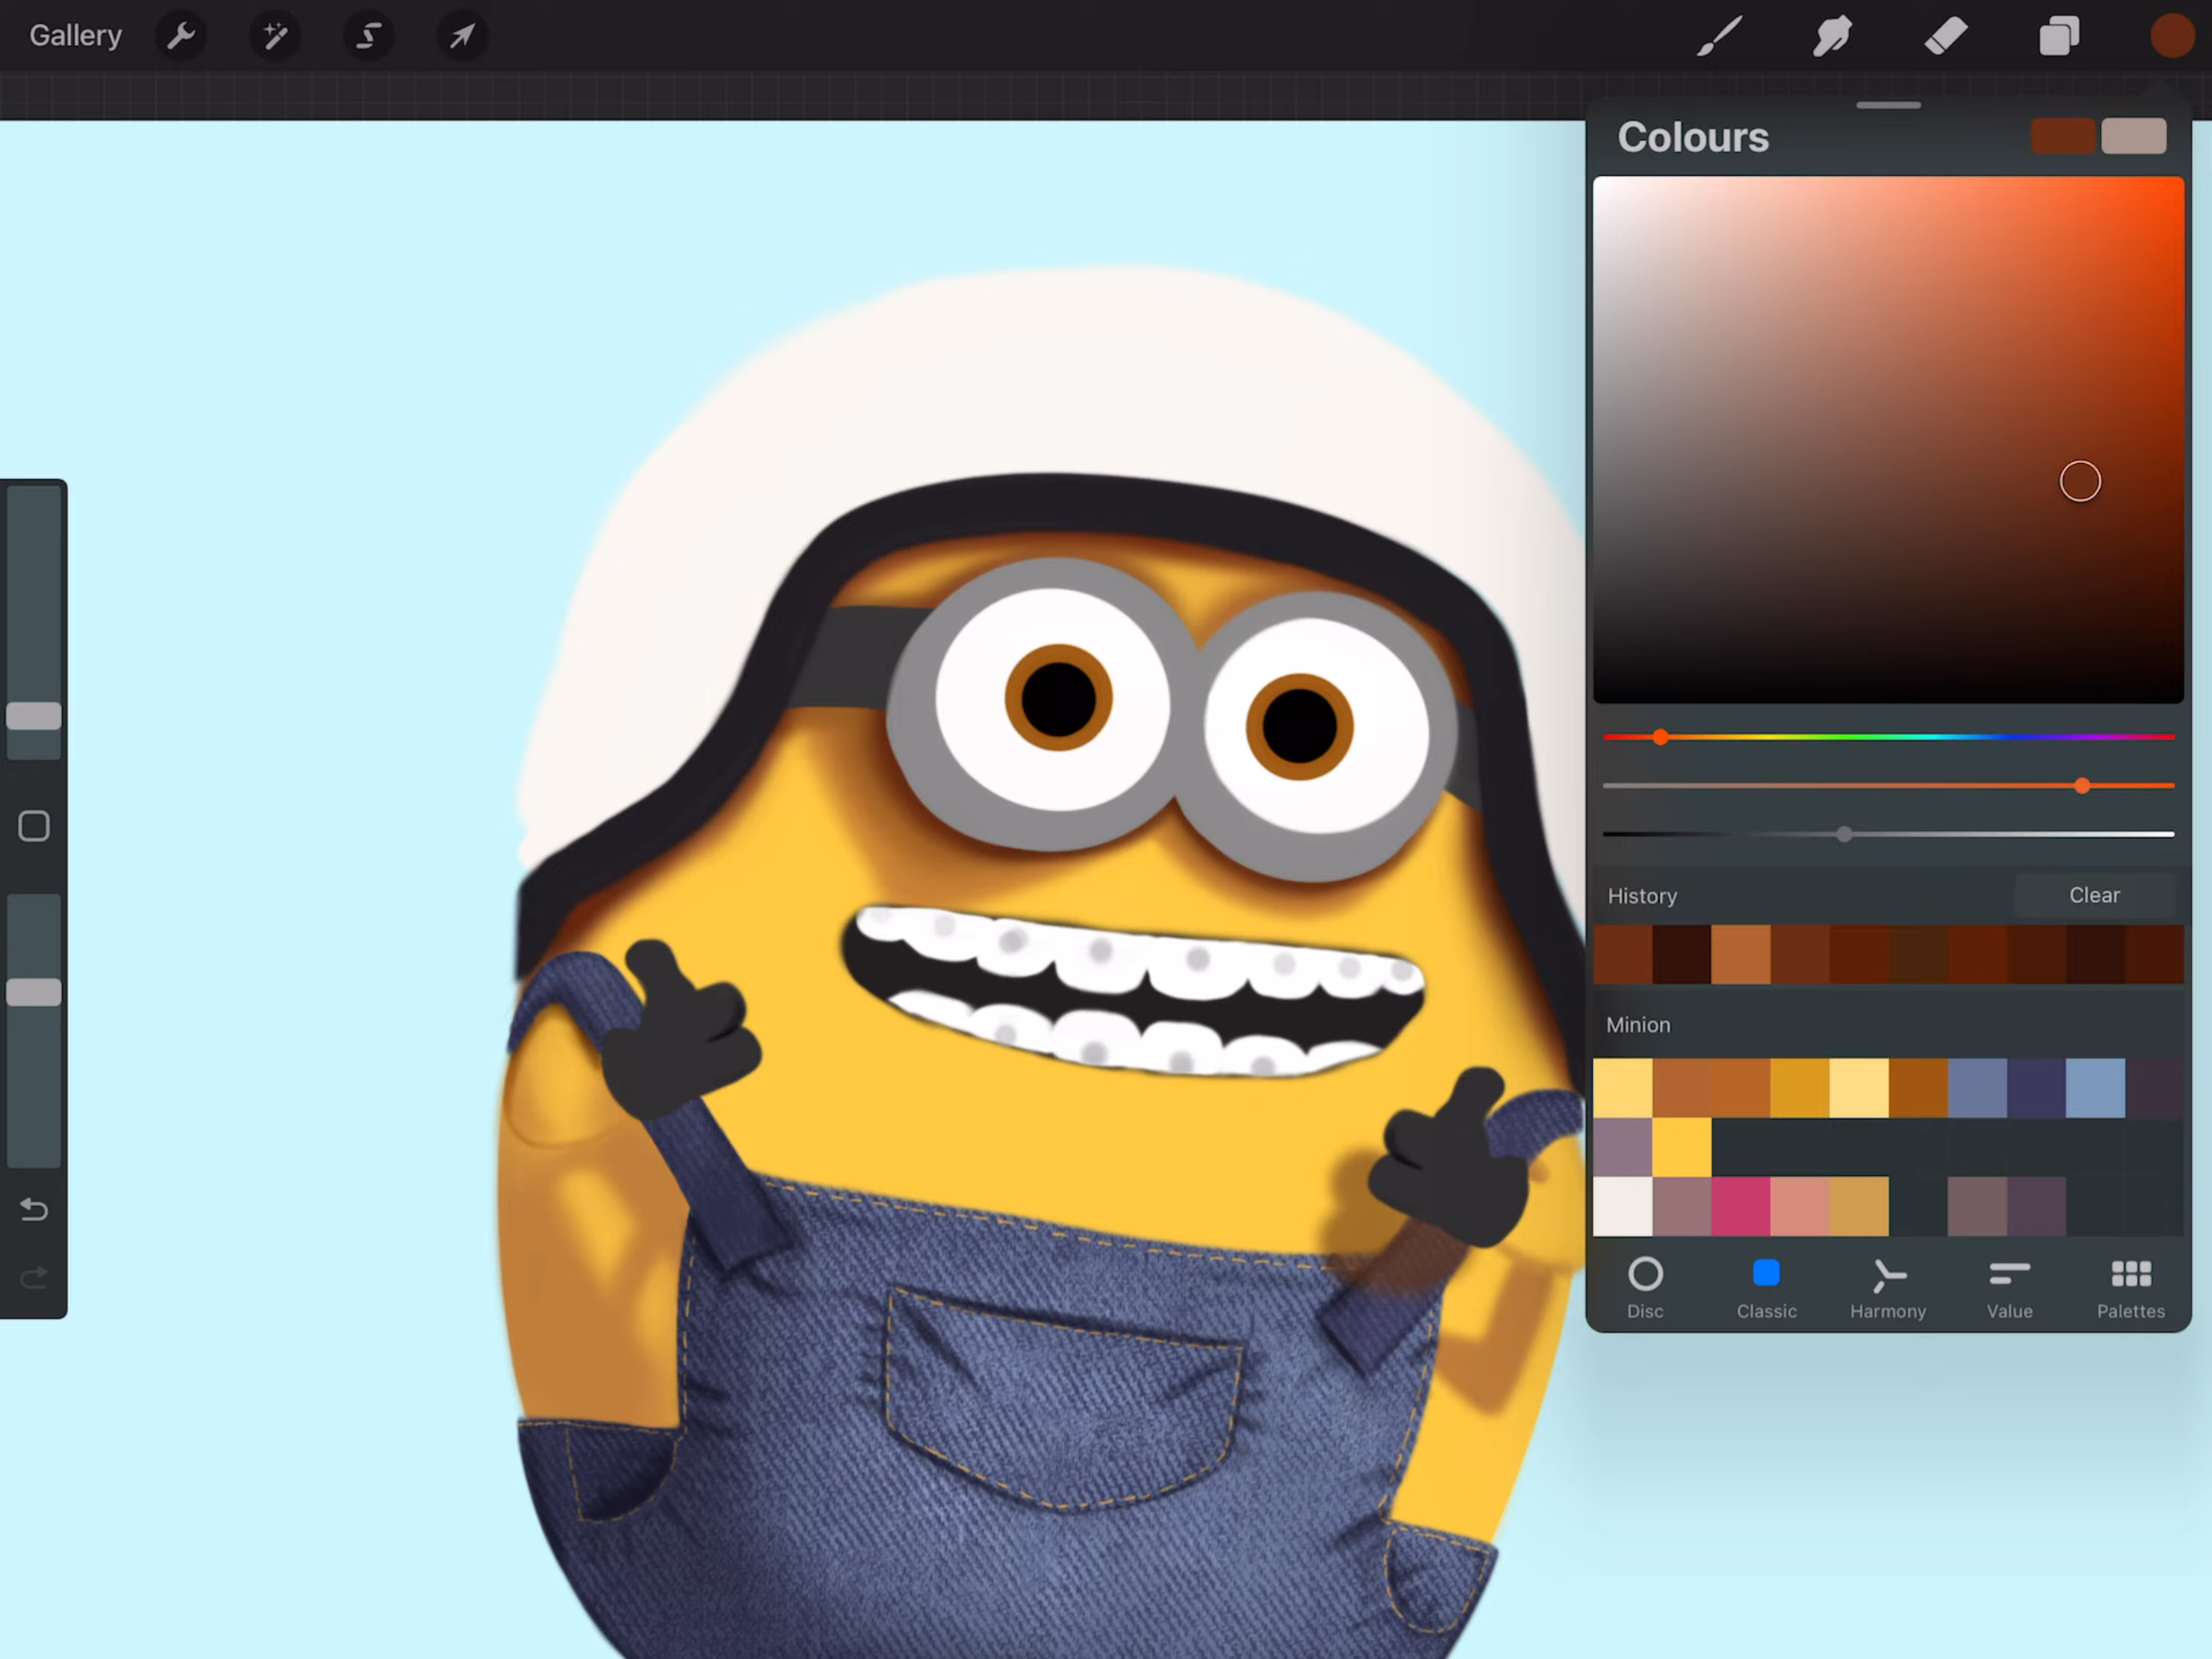 Gallery
Colours
History
Clear
Minion
Disc
Classic
Harmony
Value
Palettes